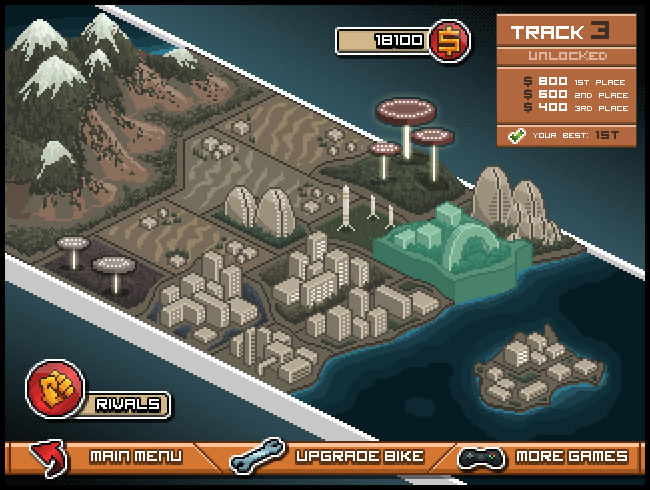 18100
TRACK 3
UNLOCKED
$ 800 1ST PLACE
$ 600 2ND PLACE
$ 400 3RD PLACE
YOUR BEST: 1ST
RIVALS
MAIN MENU
UPGRADE BIKE
MORE GAMES